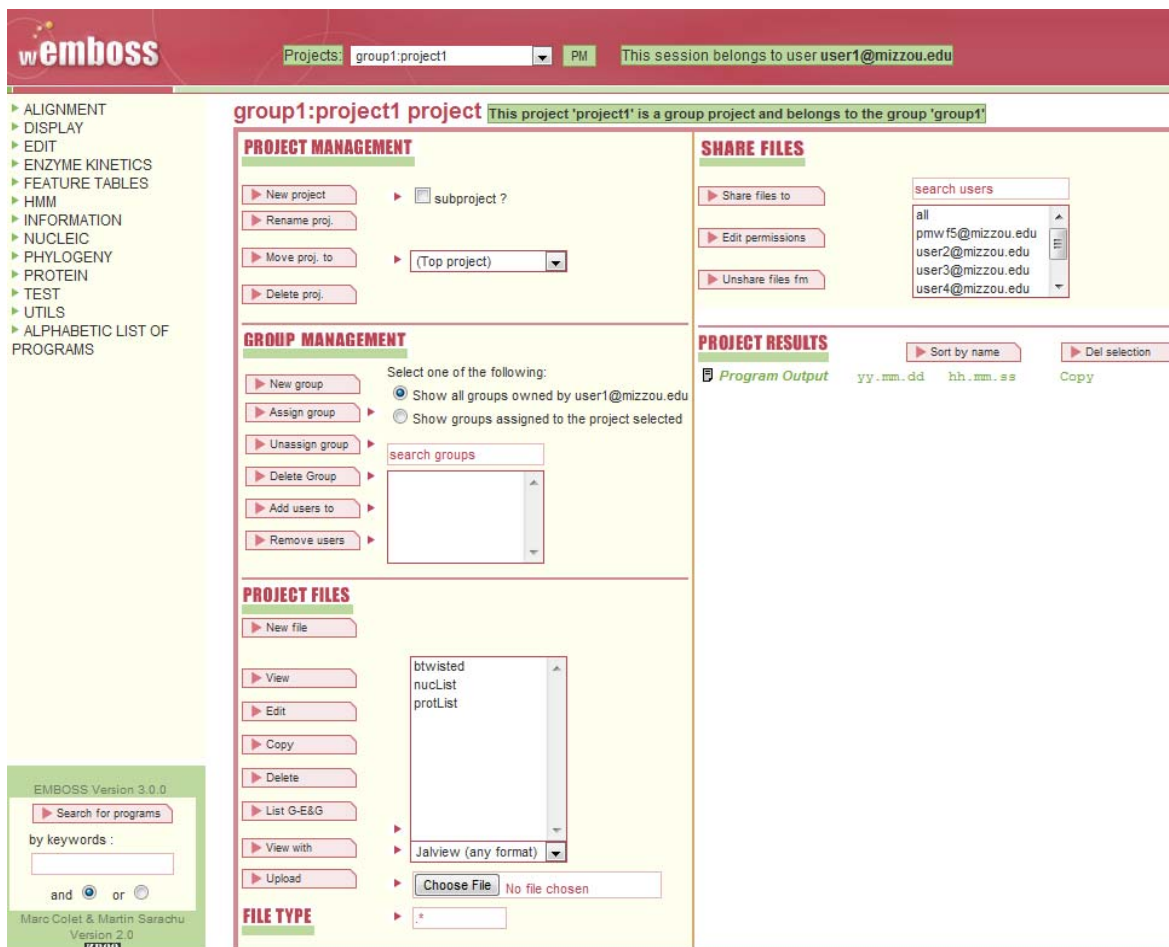 wemboss
Projects: group1:project1 PM This session belongs to user user1@mizzou.edu
ALIGNMENT
DISPLAY
EDIT
ENZYME KINETICS
FEATURE TABLES
HMM
INFORMATION
NUCLEIC
PHYLOGENY
PROTEIN
TEST
UTILS
ALPHABETIC LIST OF
PROGRAMS
EMBOSS Version 3.0.0
Search for programs
by keywords :
and or
Marc Colet & Martin Sarachu
Version 2.0
group1:project1 project This project 'project1' is a group project and belongs to the group 'group1'
PROJECT MANAGEMENT
New project subproject ?
Rename proj.
Move proj. to (Top project)
Delete proj.
GROUP MANAGEMENT
Select one of the following:
New group
Show all groups owned by user1@mizzou.edu
Assign group
Show groups assigned to the project selected
Unassign group
search groups
Delete Group
Add users to
Remove users
PROJECT FILES
New file
btwisted
nucList
protList
View
Edit
Copy
Delete
List G-E&G
View with Jalview (any format)
Upload Choose File No file chosen
FILE TYPE .*
SHARE FILES
Share files to
search users
Edit permissions
all
pmwf5@mizzou.edu
user2@mizzou.edu
user3@mizzou.edu
user4@mizzou.edu
Unshare files fm
PROJECT RESULTS Sort by name Del selection
Program Output yy.mm.dd hh.mm.ss Copy